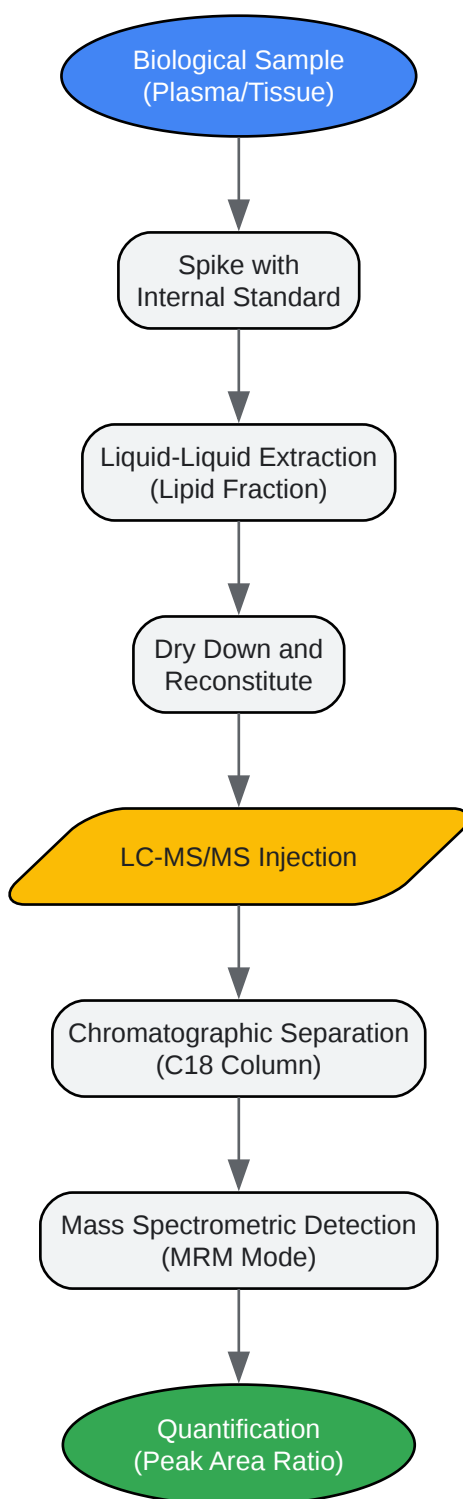 Biological Sample
(Plasma/Tissue)
Spike with
Internal Standard
Liquid-Liquid Extraction
(Lipid Fraction)
Dry Down and
Reconstitute
LC-MS/MS Injection
Chromatographic Separation
(C18 Column)
Mass Spectrometric Detection
(MRM Mode)
Quantification
(Peak Area Ratio)